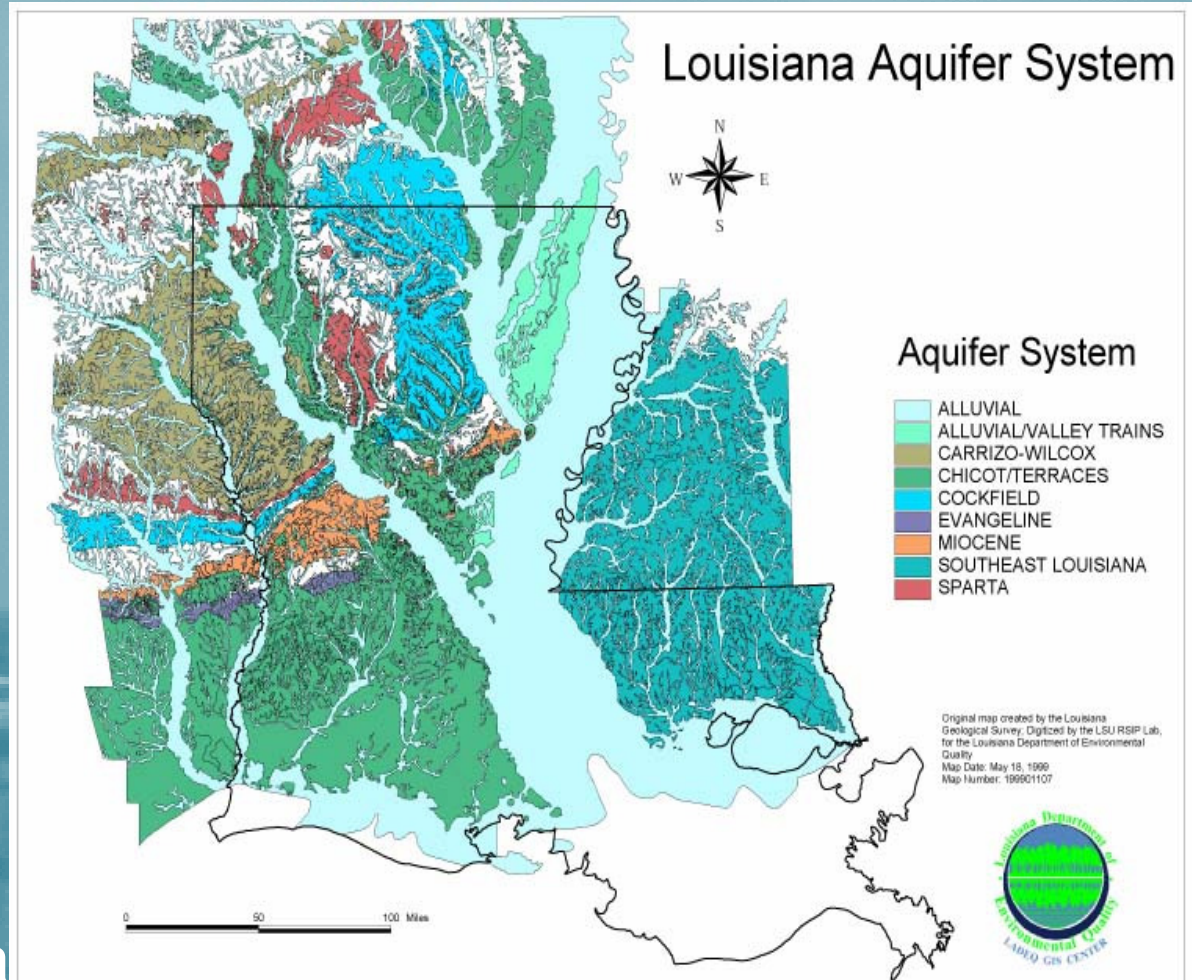 Louisiana Aquifer System
N
W E
S
Aquifer System
ALLUVIAL
ALLUVIAL/VALLEY TRAINS
CARRIZO-WILCOX
CHICOT/TERRACES
COCKFIELD
EVANGELINE
MIOCENE
SOUTHEAST LOUISIANA
SPARTA
Original map created by the Louisiana
Geological Survey; Digitized by the LSU RSIP Lab,
for the Louisiana Department of Environmental
Quality
Map Date: May 18, 1999
Map Number: 199901107
Louisiana Department of
Environmental Quality
LADEQ GIS CENTER
0 50 100 Miles